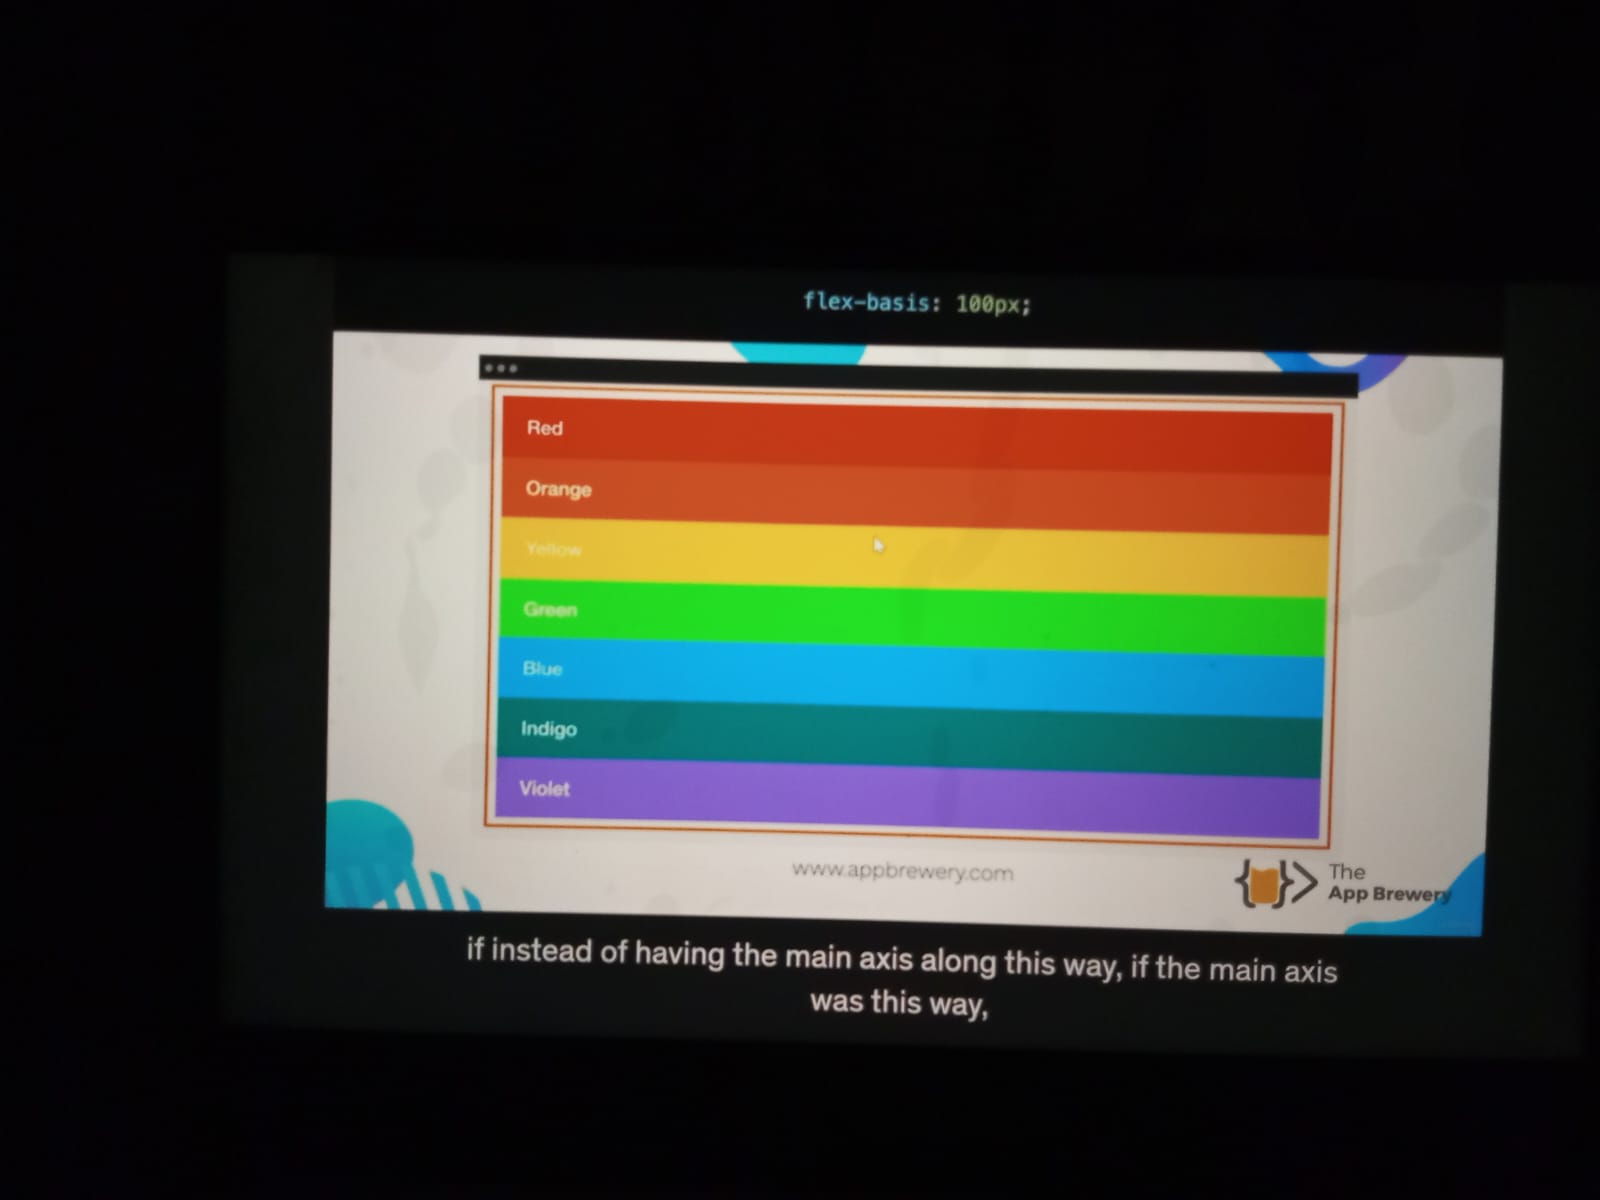 flex-basis: 100px;
Red
Orange
Yellow
Green
Blue
Indigo
Violet
www.appbrewery.com
The
App Brewery
if instead of having the main axis along this way, if the main axis
was this way,